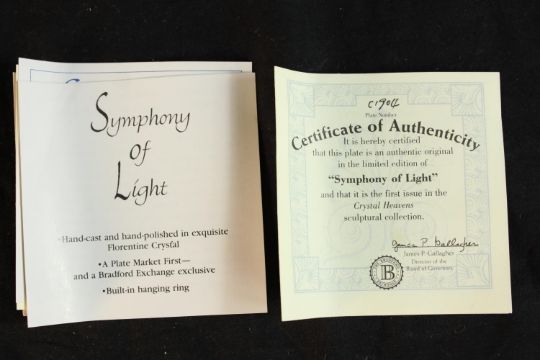 Symphony
of
Light
•Hand-cast and hand-polished in exquisite
Florentine Crystal
•A Plate Market First—
and a Bradford Exchange exclusive
•Built-in hanging ring
C1904
Plate Number
Certificate of Authenticity
It is hereby certified
that this plate is an authentic original
in the limited edition of
“Symphony of Light”
and that it is the first issue in the
Crystal Heavens
sculptural collection.
James P. Gallagher
James P. Gallagher
Director of the
Board of Governors
B